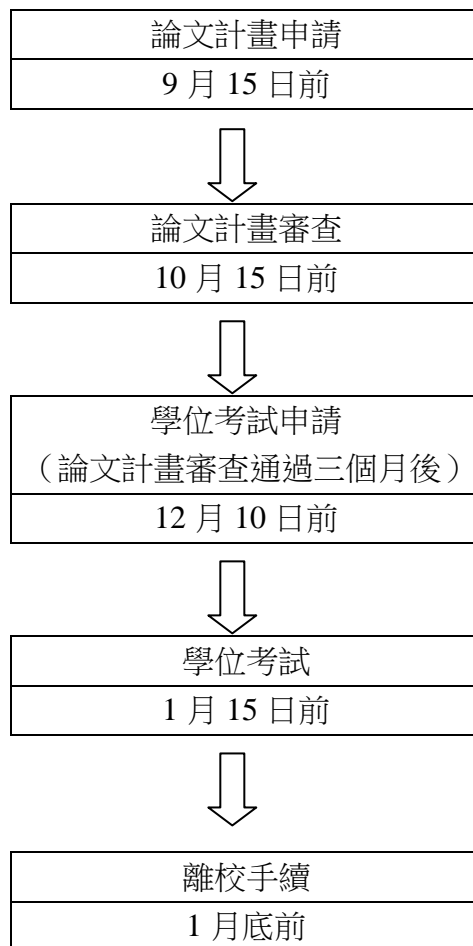 論文計畫申請
9 月 15 日前
論文計畫審查
10 月 15 日前
學位考試申請
（論文計畫審查通過三個月後）
12 月 10 日前
學位考試
1 月 15 日前
離校手續
1 月底前